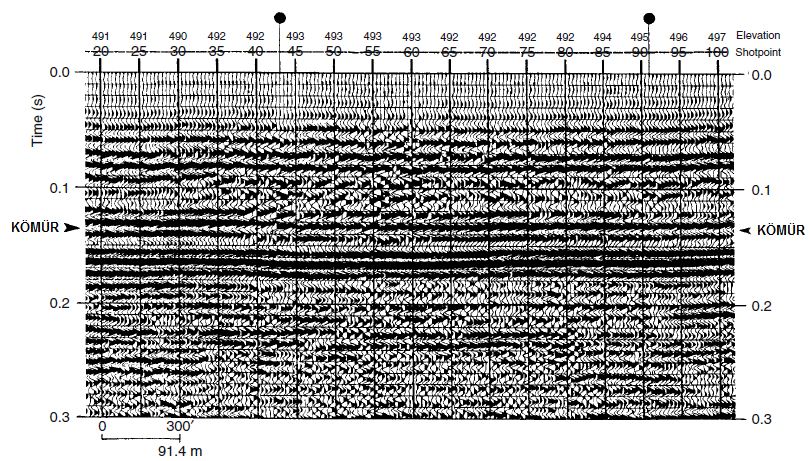 491 491 490 492 492 493 493 493 493 492 492 492 492 494 495 496 497 Elevation
20 25 30 35 40 45 50 55 60 65 70 75 80 85 90 95 100 Shotpoint
0.0 0.0
Time (s)
0.1 0.1
KÖMÜR KÖMÜR
0.2 0.2
0.3 0.3
0 300'
91.4 m